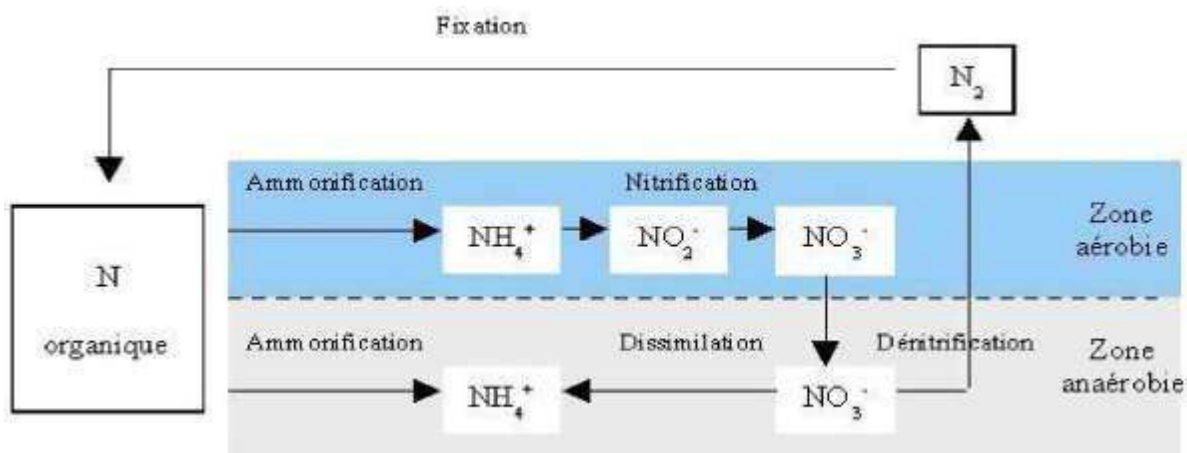 Fixation
N₂
Ammonification
Nitrification
N
organique
NH₄⁺
NO₂⁻
NO₃⁻
Zone
aérobie
Ammonification
Dissimilation
Dénitrification
Zone
anaérobie
NH₄⁺
NO₃⁻